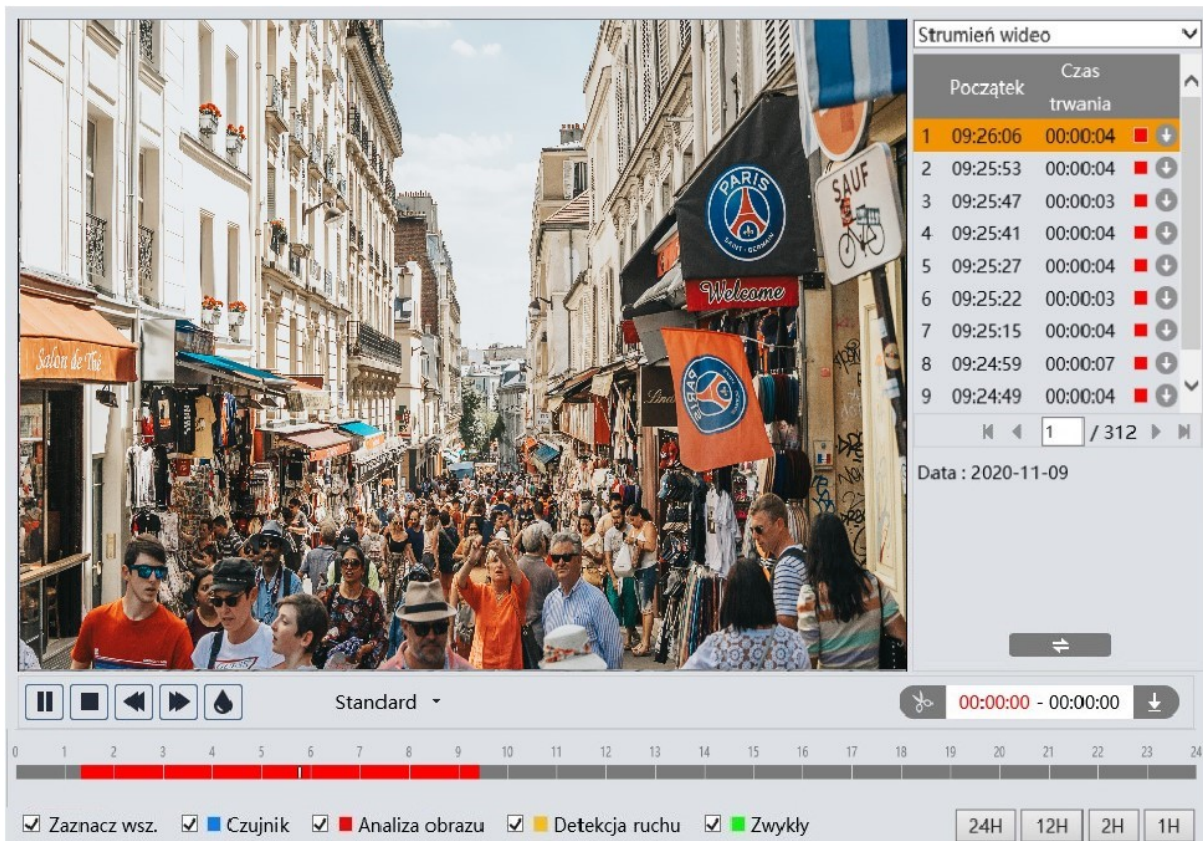 Strumień wideo
Początek
Czas
trwania
1 09:26:06 00:00:04
2 09:25:53 00:00:04
3 09:25:47 00:00:03
4 09:25:41 00:00:04
5 09:25:27 00:00:04
6 09:25:22 00:00:03
7 09:25:15 00:00:04
8 09:24:59 00:00:07
9 09:24:49 00:00:04
1 / 312
Data : 2020-11-09
SAUF
PARIS
SAINT-GERMAIN
Welcome
Salon de Thé
PARIS
Standard
00:00:00 - 00:00:00
0 1 2 3 4 5 6 7 8 9 10 11 12 13 14 15 16 17 18 19 20 21 22 23 24
Zaznacz wsz. Czujnik Analiza obrazu Detekcja ruchu Zwykły
24H 12H 2H 1H